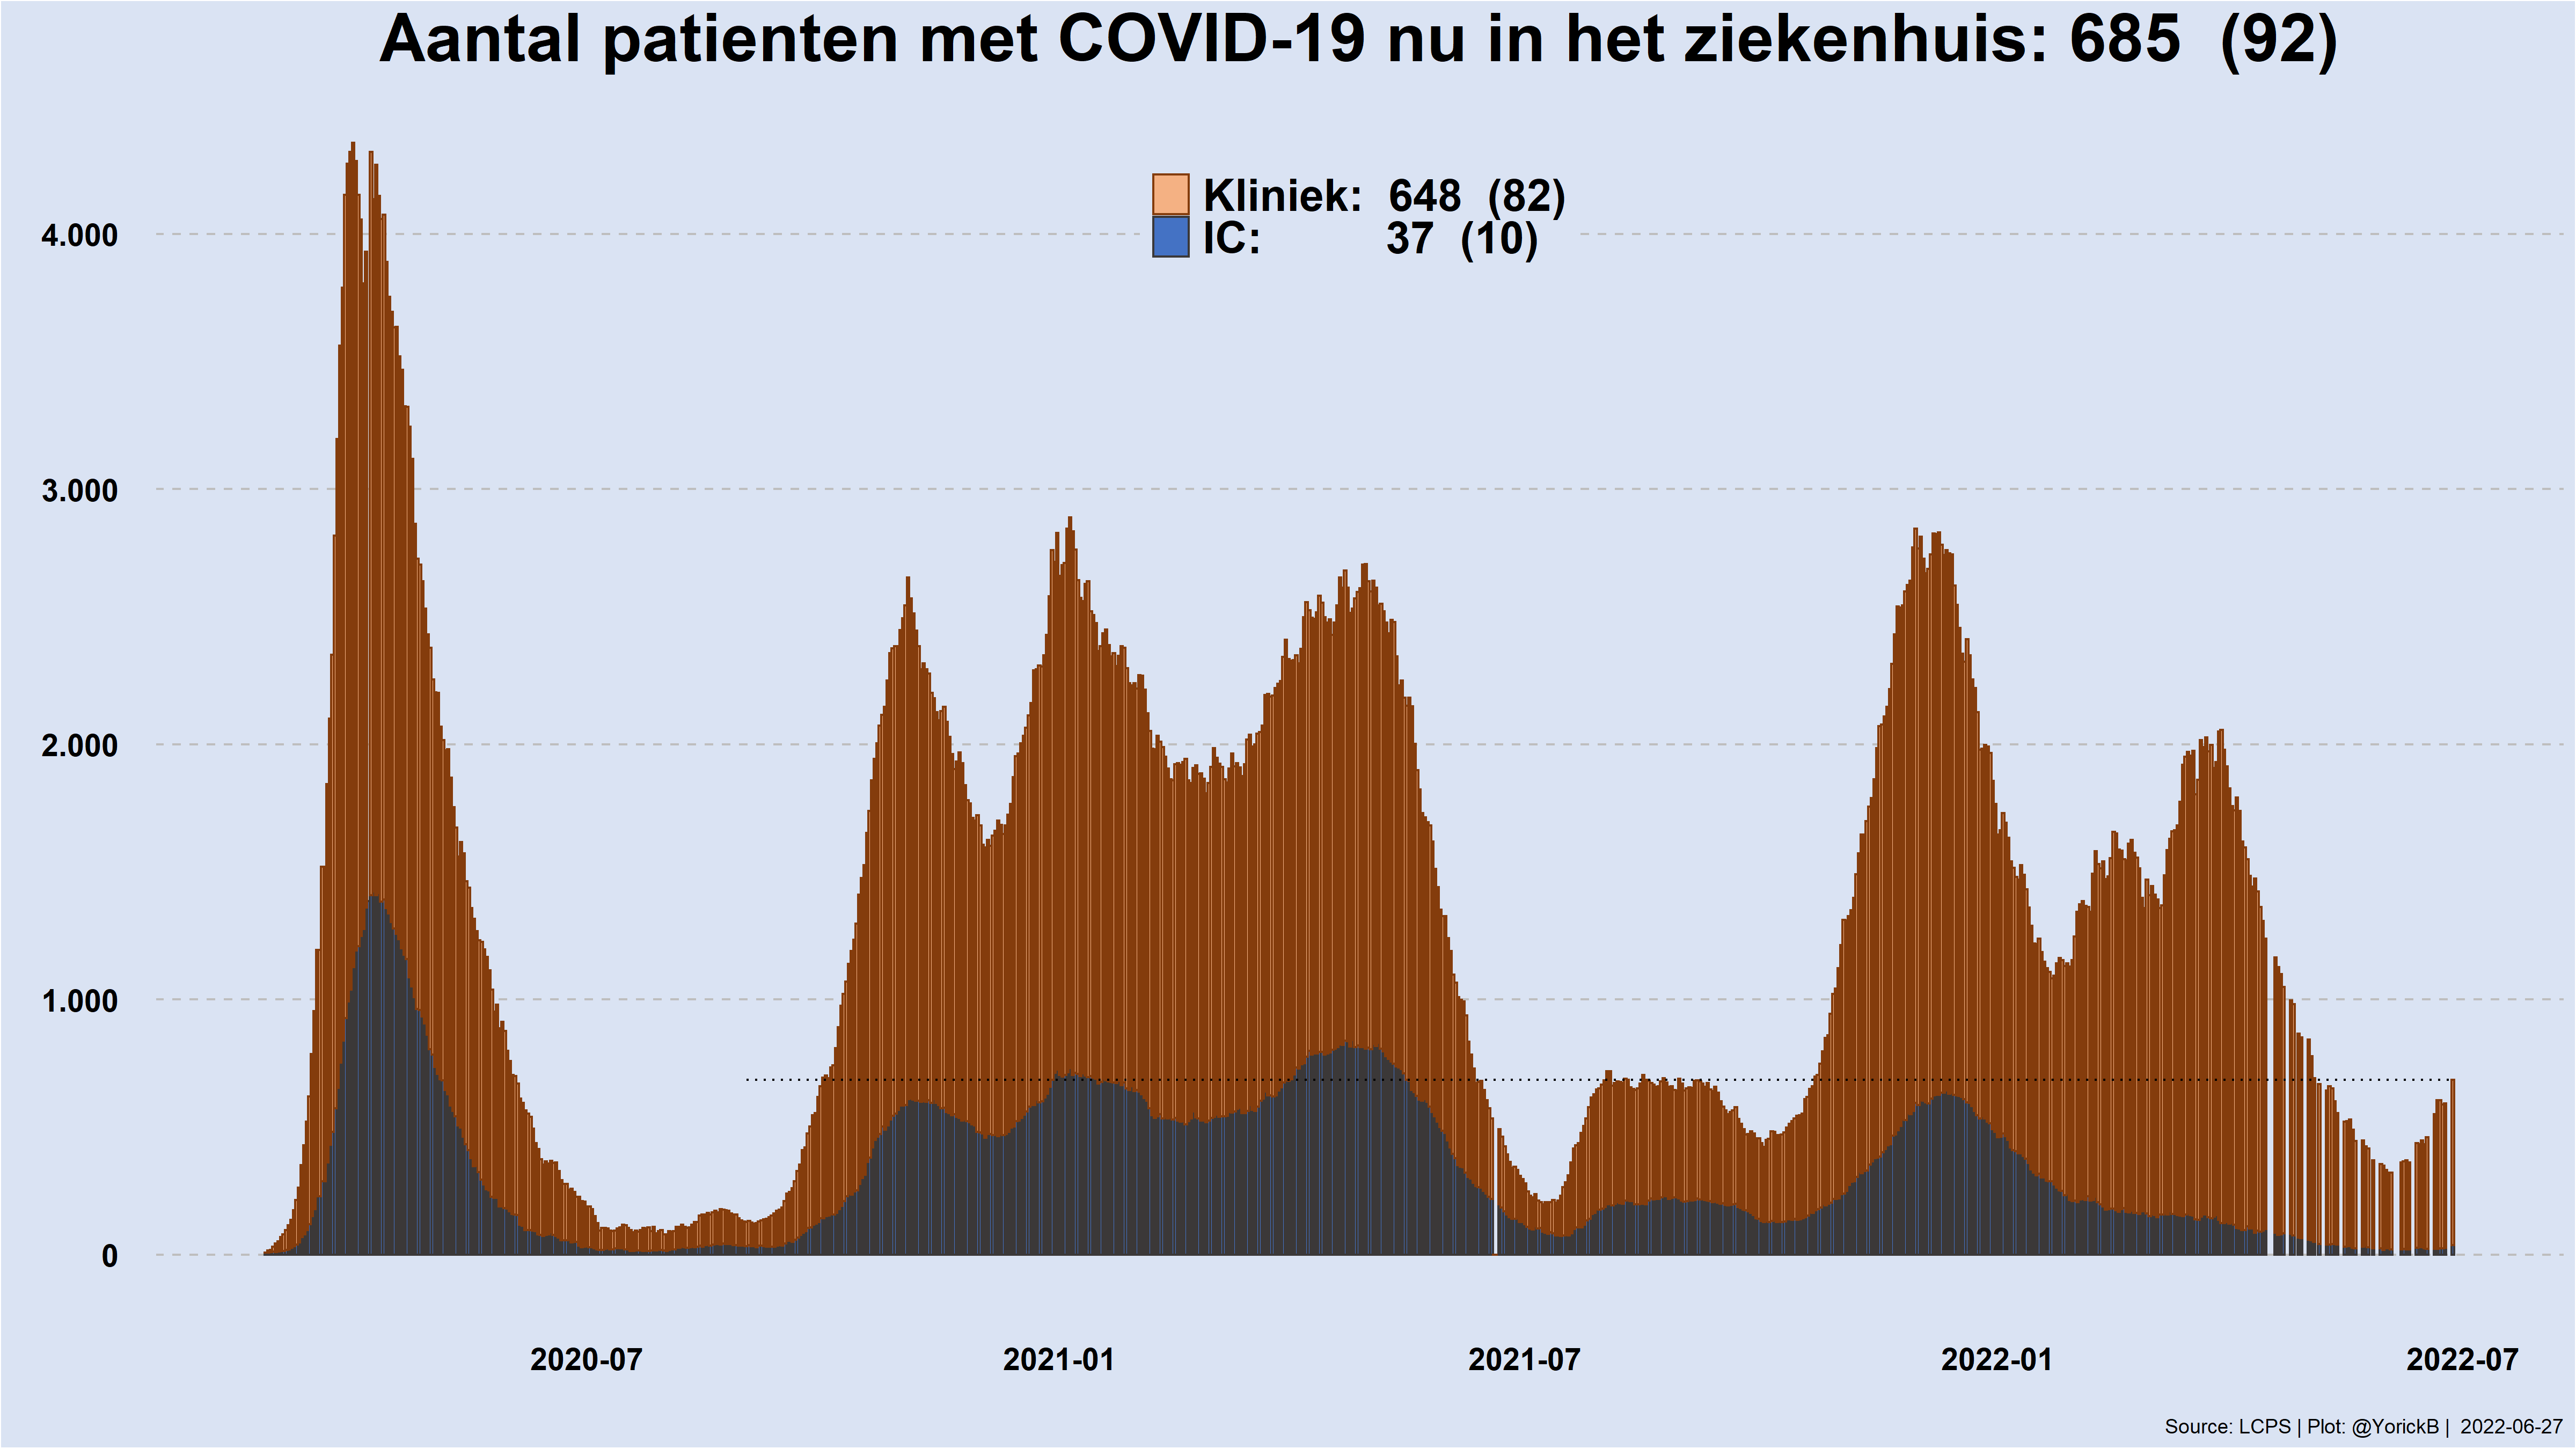 Aantal patienten met COVID-19 nu in het ziekenhuis: 685 (92)
Kliniek: 648 (82)
IC: 37 (10)
4.000
3.000
2.000
1.000
0
2020-07 2021-01 2021-07 2022-01 2022-07
Source: LCPS | Plot: @YorickB | 2022-06-27